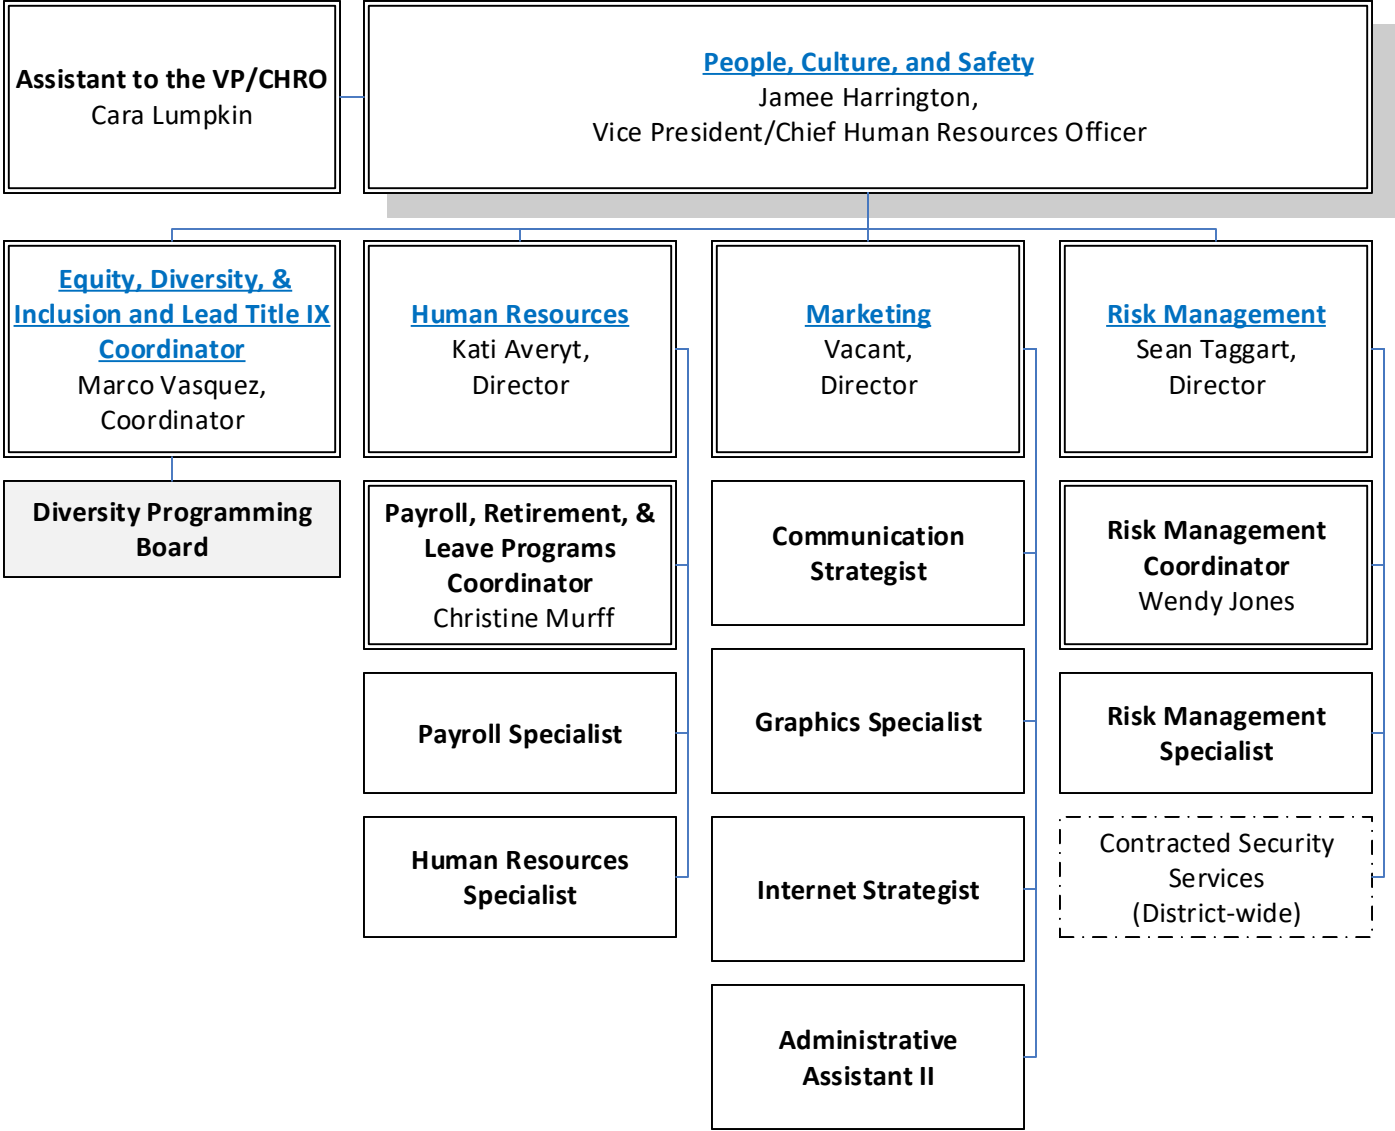 Assistant to the VP/CHRO
Cara Lumpkin
People, Culture, and Safety
Jamee Harrington,
Vice President/Chief Human Resources Officer
Equity, Diversity, &
Inclusion and Lead Title IX
Coordinator
Marco Vasquez,
Coordinator
Diversity Programming
Board
Human Resources
Kati Averyt,
Director
Payroll, Retirement, &
Leave Programs
Coordinator
Christine Murff
Payroll Specialist
Human Resources
Specialist
Marketing
Vacant,
Director
Communication
Strategist
Graphics Specialist
Internet Strategist
Administrative
Assistant II
Risk Management
Sean Taggart,
Director
Risk Management
Coordinator
Wendy Jones
Risk Management
Specialist
Contracted Security
Services
(District-wide)